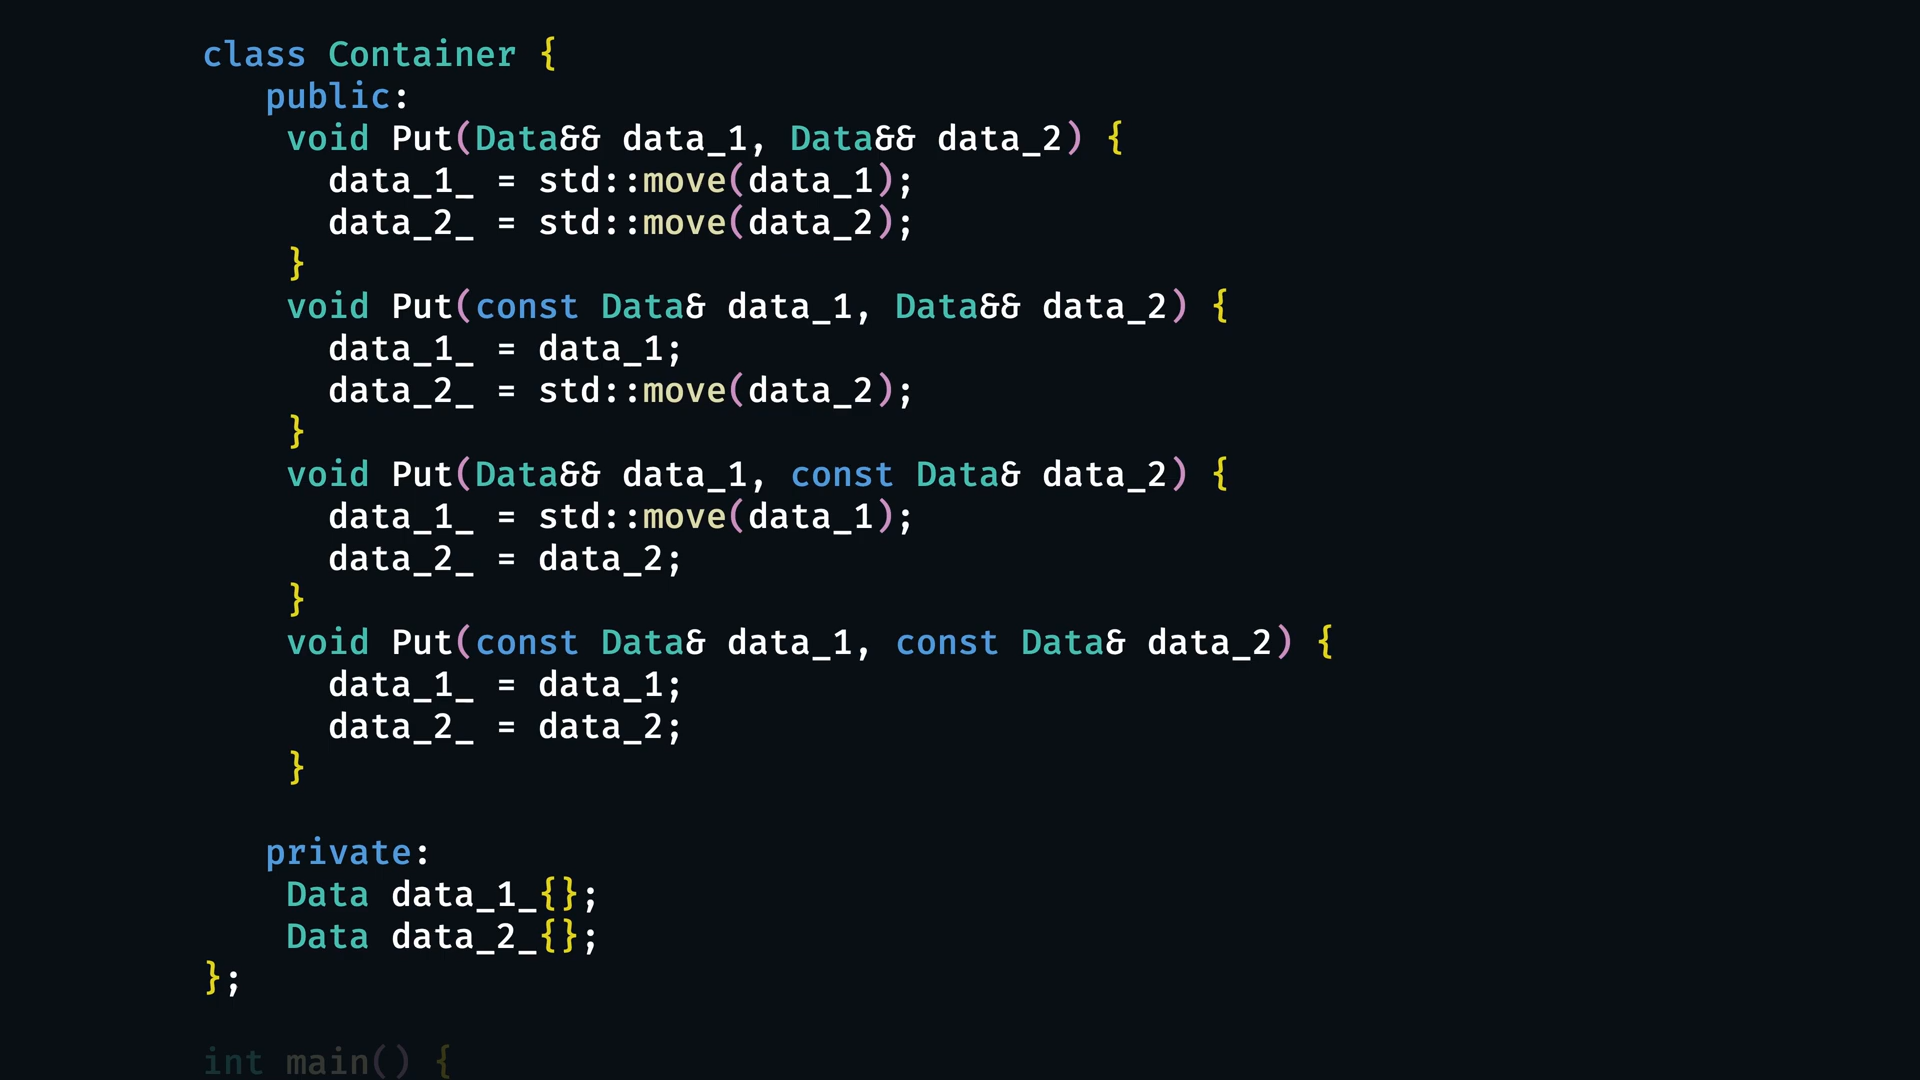 class Container {
public:
void Put(Data&& data_1, Data&& data_2) {
data_1_ = std::move(data_1);
data_2_ = std::move(data_2);
}
void Put(const Data& data_1, Data&& data_2) {
data_1_ = data_1;
data_2_ = std::move(data_2);
}
void Put(Data&& data_1, const Data& data_2) {
data_1_ = std::move(data_1);
data_2_ = data_2;
}
void Put(const Data& data_1, const Data& data_2) {
data_1_ = data_1;
data_2_ = data_2;
}
private:
Data data_1_{};
Data data_2_{};
};
int main() {